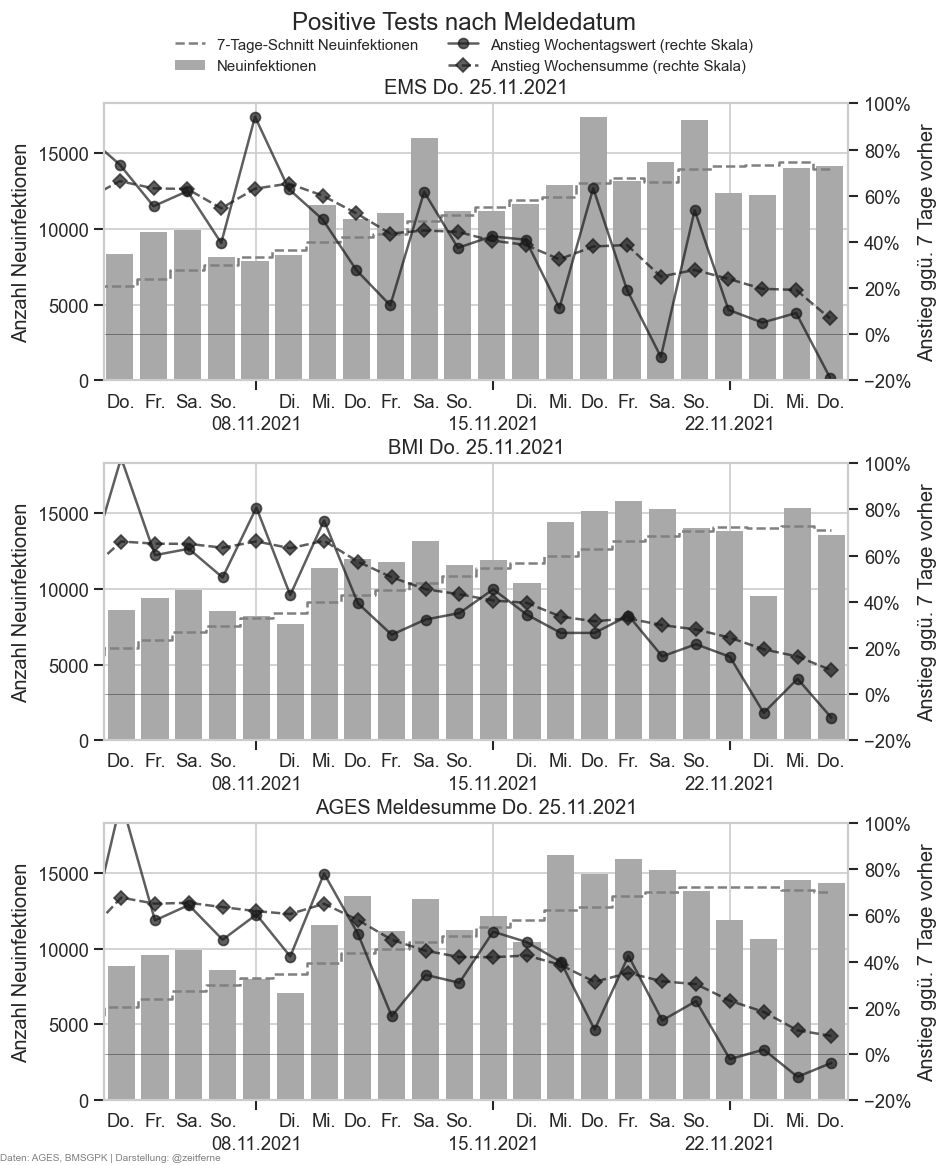 Positive Tests nach Meldedatum
7-Tage-Schnitt Neuinfektionen
Anstieg Wochentagswert (rechte Skala)
Neuinfektionen
Anstieg Wochensumme (rechte Skala)
EMS Do. 25.11.2021
Anzahl Neuinfektionen
15000
10000
5000
0
100%
80%
60%
40%
20%
0%
−20%
Anstieg ggü. 7 Tage vorher
Do. Fr. Sa. So. Di. Mi. Do. Fr. Sa. So. Di. Mi. Do. Fr. Sa. So. Di. Mi. Do.
08.11.2021 15.11.2021 22.11.2021
BMI Do. 25.11.2021
Anzahl Neuinfektionen
15000
10000
5000
0
100%
80%
60%
40%
20%
0%
−20%
Anstieg ggü. 7 Tage vorher
Do. Fr. Sa. So. Di. Mi. Do. Fr. Sa. So. Di. Mi. Do. Fr. Sa. So. Di. Mi. Do.
08.11.2021 15.11.2021 22.11.2021
AGES Meldesumme Do. 25.11.2021
Anzahl Neuinfektionen
15000
10000
5000
0
100%
80%
60%
40%
20%
0%
−20%
Anstieg ggü. 7 Tage vorher
Do. Fr. Sa. So. Di. Mi. Do. Fr. Sa. So. Di. Mi. Do. Fr. Sa. So. Di. Mi. Do.
08.11.2021 15.11.2021 22.11.2021
Daten: AGES, BMSGPK | Darstellung: @zeitferne